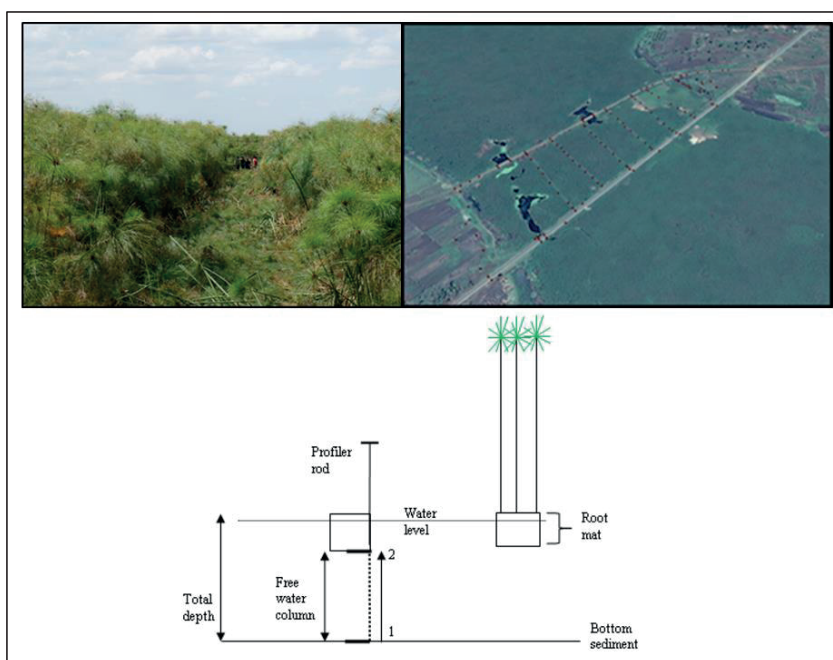 Profiler
rod
Water
level
Root
mat
2
Free
water
column
Total
depth
1
Bottom
sediment